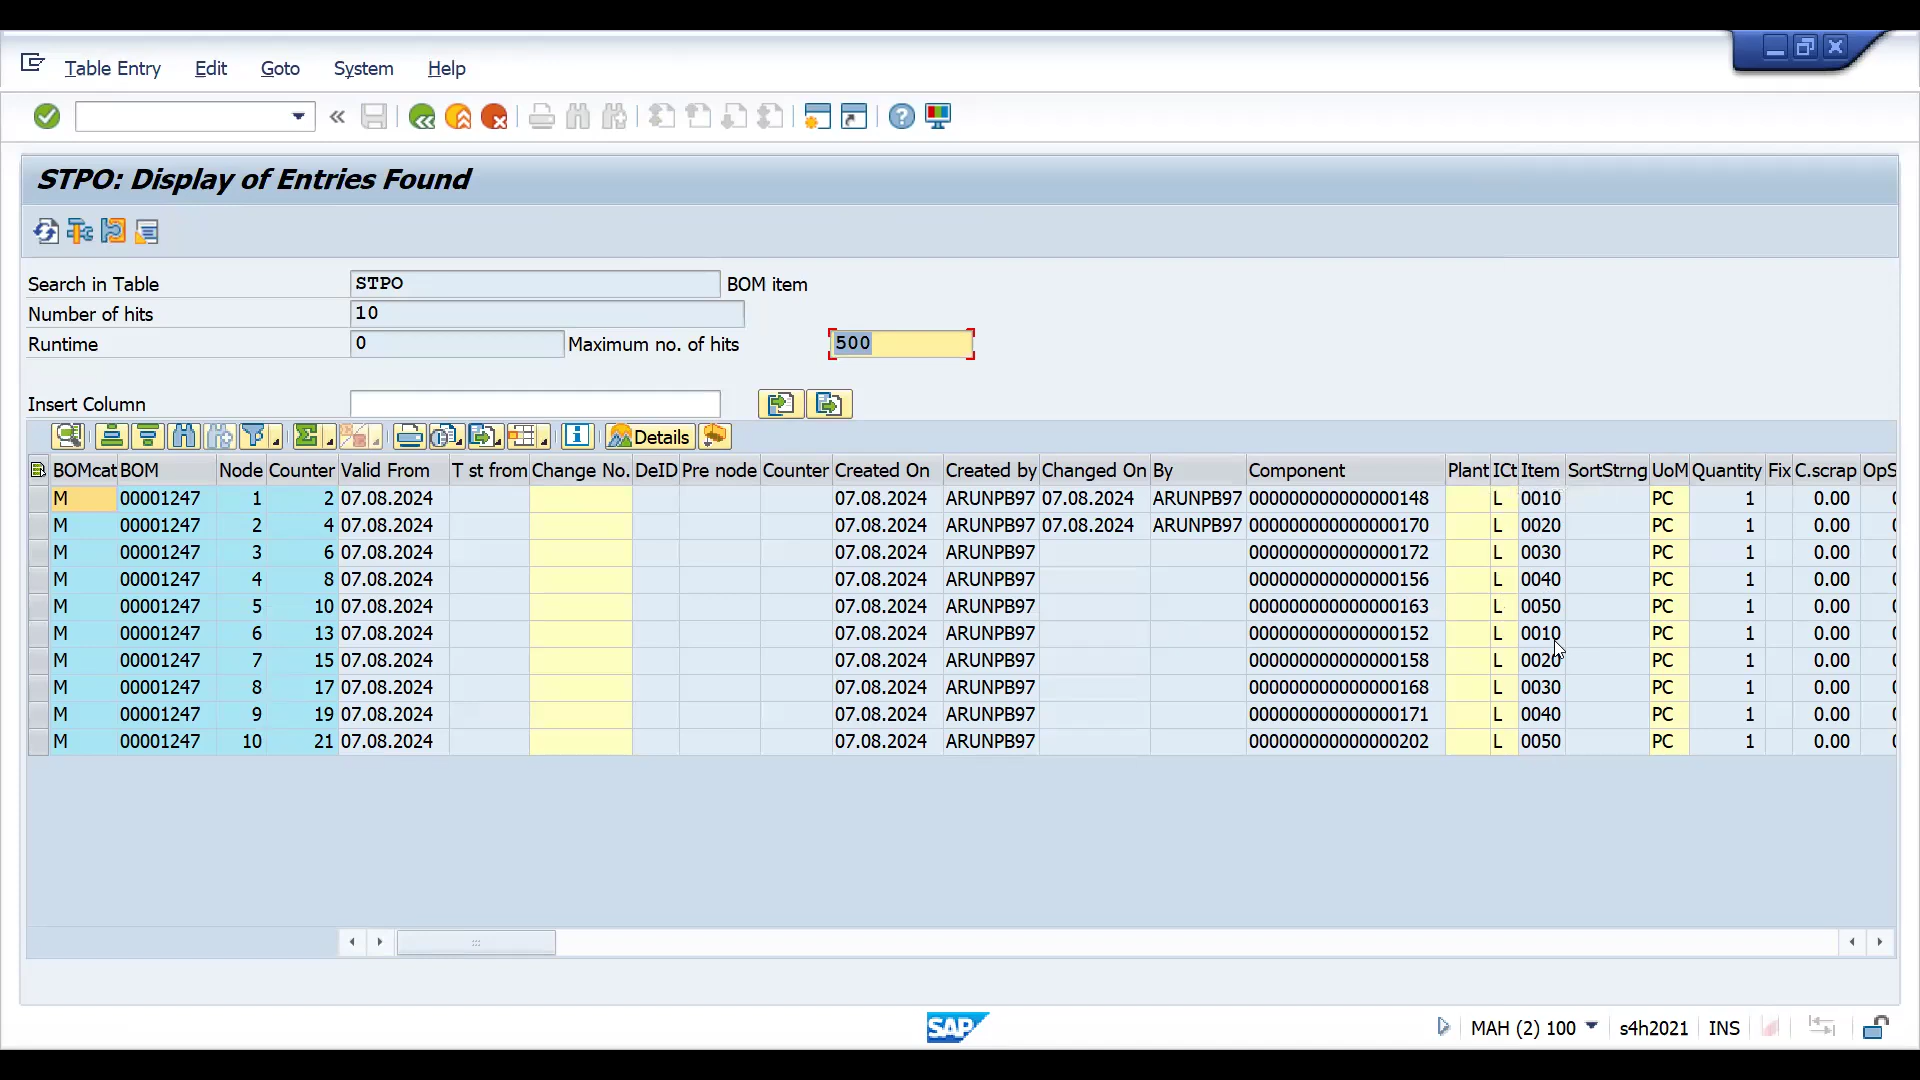 Table Entry Edit Goto System Help
STPO: Display of Entries Found
Search in Table STPO BOM item
Number of hits 10
Runtime 0 Maximum no. of hits 500
Insert Column
Details
BOMcat BOM Node Counter Valid From T st from Change No. DeID Pre node Counter Created On Created by Changed On By Component Plant ICt Item SortStrng UoM Quantity Fix C.scrap OpS
M 00001247 1 2 07.08.2024 07.08.2024 ARUNPB97 07.08.2024 ARUNPB97 000000000000000148 L 0010 PC 1 0.00
M 00001247 2 4 07.08.2024 07.08.2024 ARUNPB97 07.08.2024 ARUNPB97 000000000000000170 L 0020 PC 1 0.00
M 00001247 3 6 07.08.2024 07.08.2024 ARUNPB97 000000000000000172 L 0030 PC 1 0.00
M 00001247 4 8 07.08.2024 07.08.2024 ARUNPB97 000000000000000156 L 0040 PC 1 0.00
M 00001247 5 10 07.08.2024 07.08.2024 ARUNPB97 000000000000000163 L 0050 PC 1 0.00
M 00001247 6 13 07.08.2024 07.08.2024 ARUNPB97 000000000000000152 L 0010 PC 1 0.00
M 00001247 7 15 07.08.2024 07.08.2024 ARUNPB97 000000000000000158 L 0020 PC 1 0.00
M 00001247 8 17 07.08.2024 07.08.2024 ARUNPB97 000000000000000168 L 0030 PC 1 0.00
M 00001247 9 19 07.08.2024 07.08.2024 ARUNPB97 000000000000000171 L 0040 PC 1 0.00
M 00001247 10 21 07.08.2024 07.08.2024 ARUNPB97 000000000000000202 L 0050 PC 1 0.00
SAP MAH (2) 100 s4h2021 INS